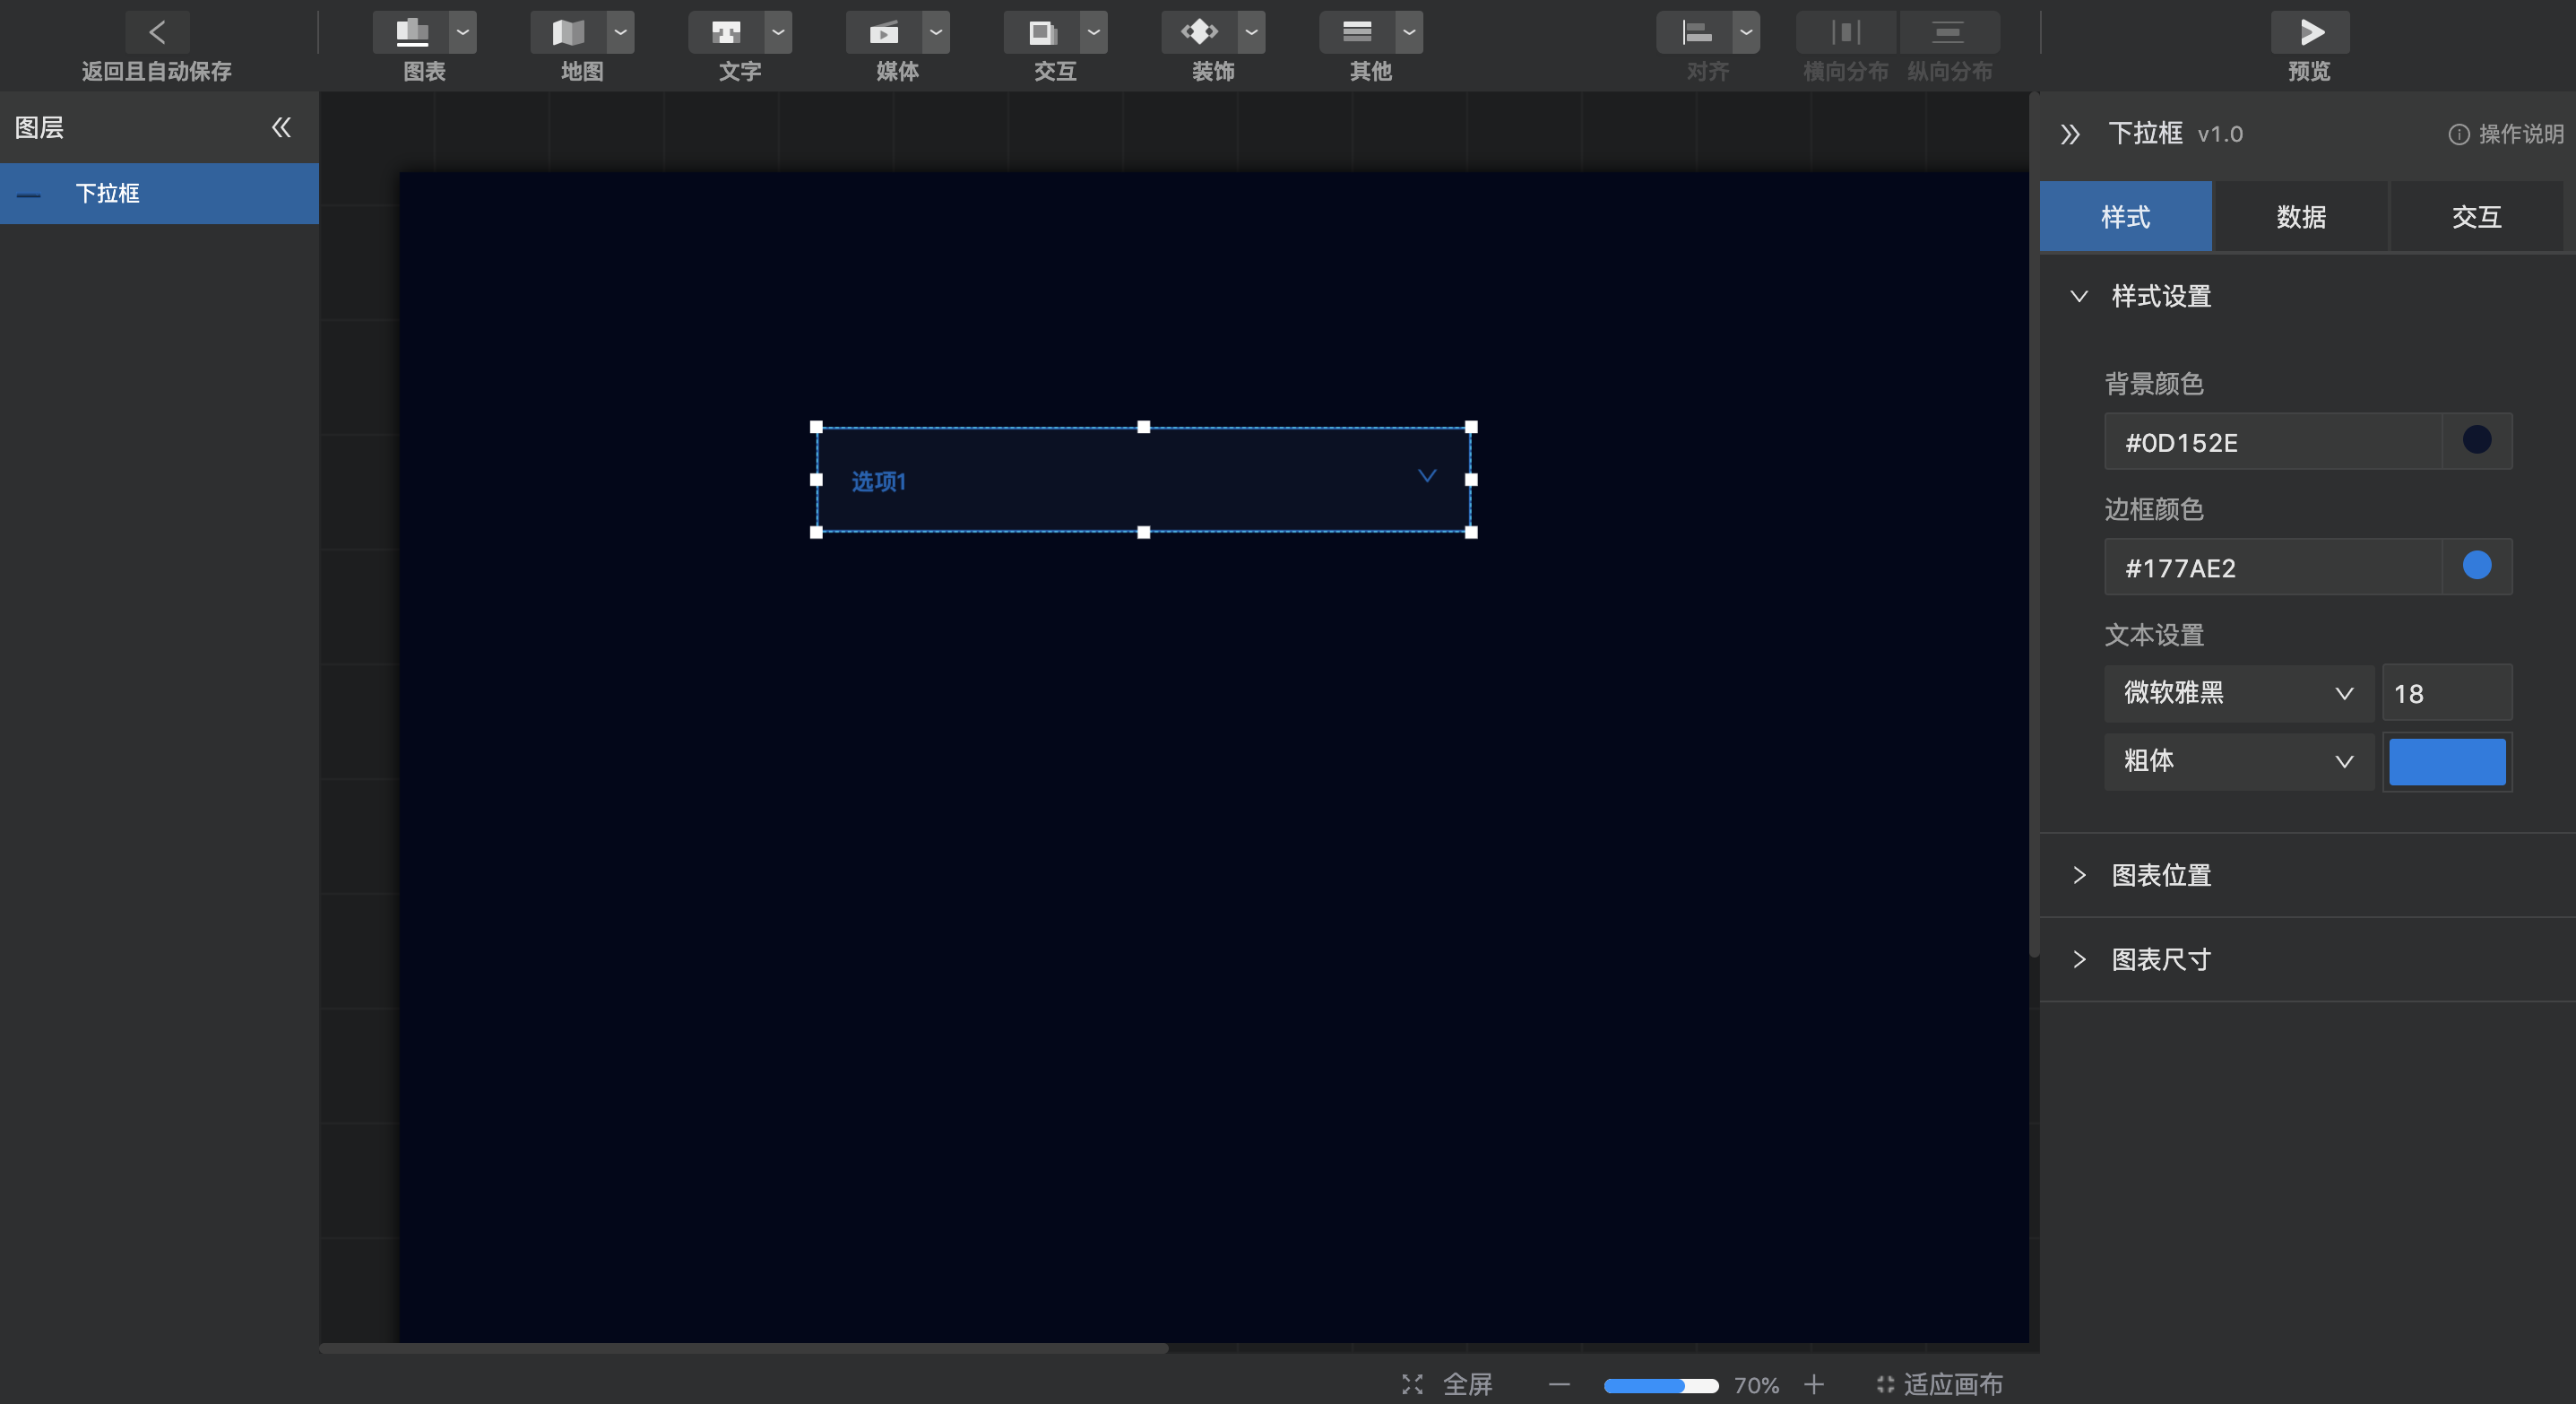 返回且自动保存
图表
地图
文字
媒体
交互
装饰
其他
对齐
横向分布
纵向分布
预览
图层
下拉框
选项1
下拉框 v1.0
操作说明
样式
数据
交互
样式设置
背景颜色
#0D152E
边框颜色
#177AE2
文本设置
微软雅黑
18
粗体
图表位置
图表尺寸
全屏
70%
适应画布